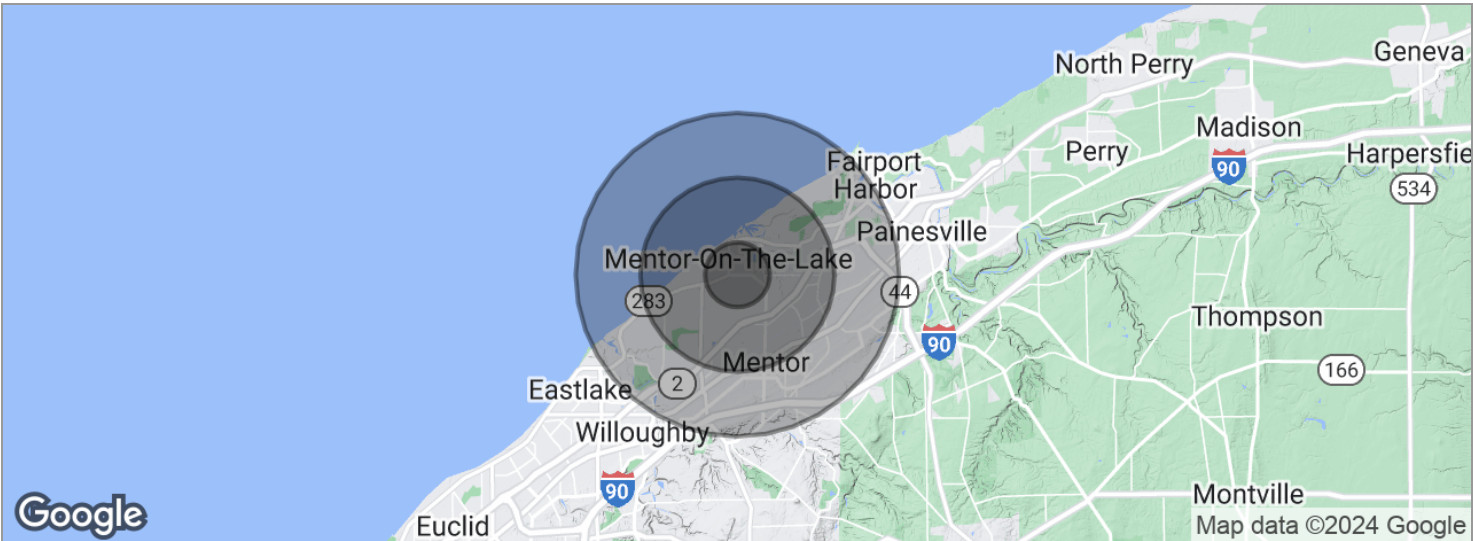 North Perry
Geneva
Madison
Perry
90
Harpersfie
534
Fairport
Harbor
Painesville
Mentor-On-The-Lake
283
44
90
Thompson
166
Mentor
2
Eastlake
Willoughby
90
Montville
Google
Euclid
Map data ©2024 Google